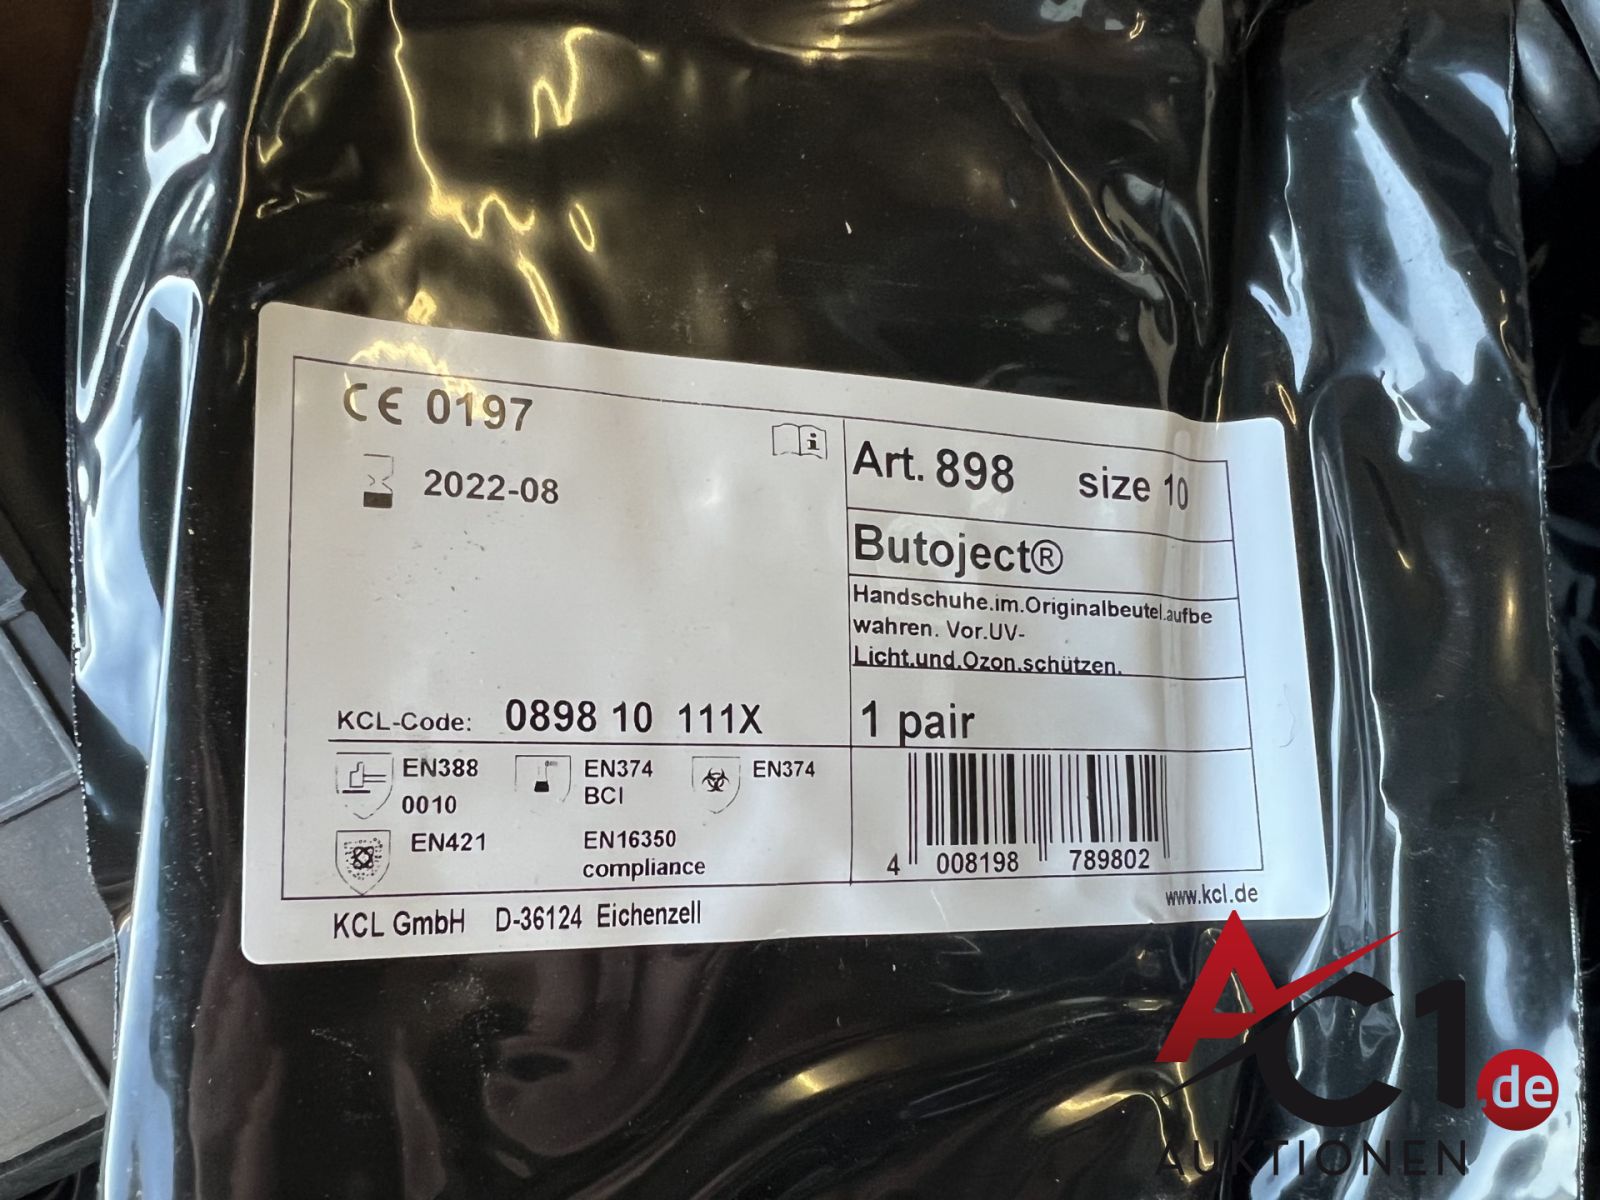 CE 0197
2022-08
KCL-Code: 0898 10 111X
Art. 898 size 10
Butoject®
Handschuhe.im.Originalbeutel.aufbe
wahren. Vor.UV-
Licht.und.Ozon.schützen.
1 pair
EN388
0010
EN374
BCI
EN374
EN421
EN16350
compliance
4 008198 789802
www.kcl.de
KCL GmbH D-36124 Eichenzell
AC1.de
AUKTIONEN